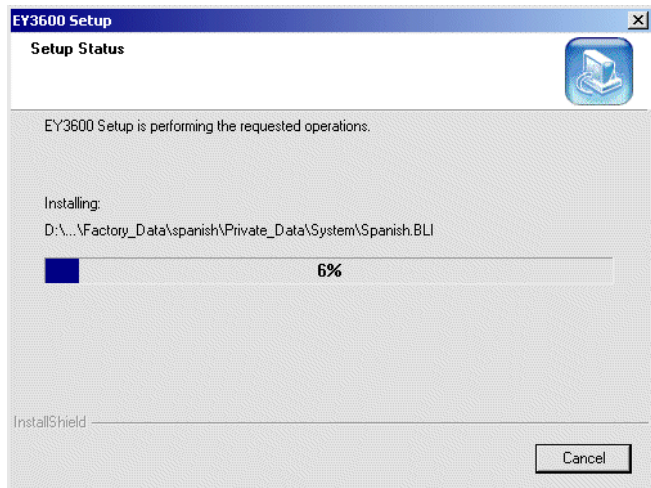 EY3600 Setup
Setup Status
EY3600 Setup is performing the requested operations.
Installing:
D:\...\Factory_Data\spanish\Private_Data\System\Spanish.BLI
6%
InstallShield
Cancel